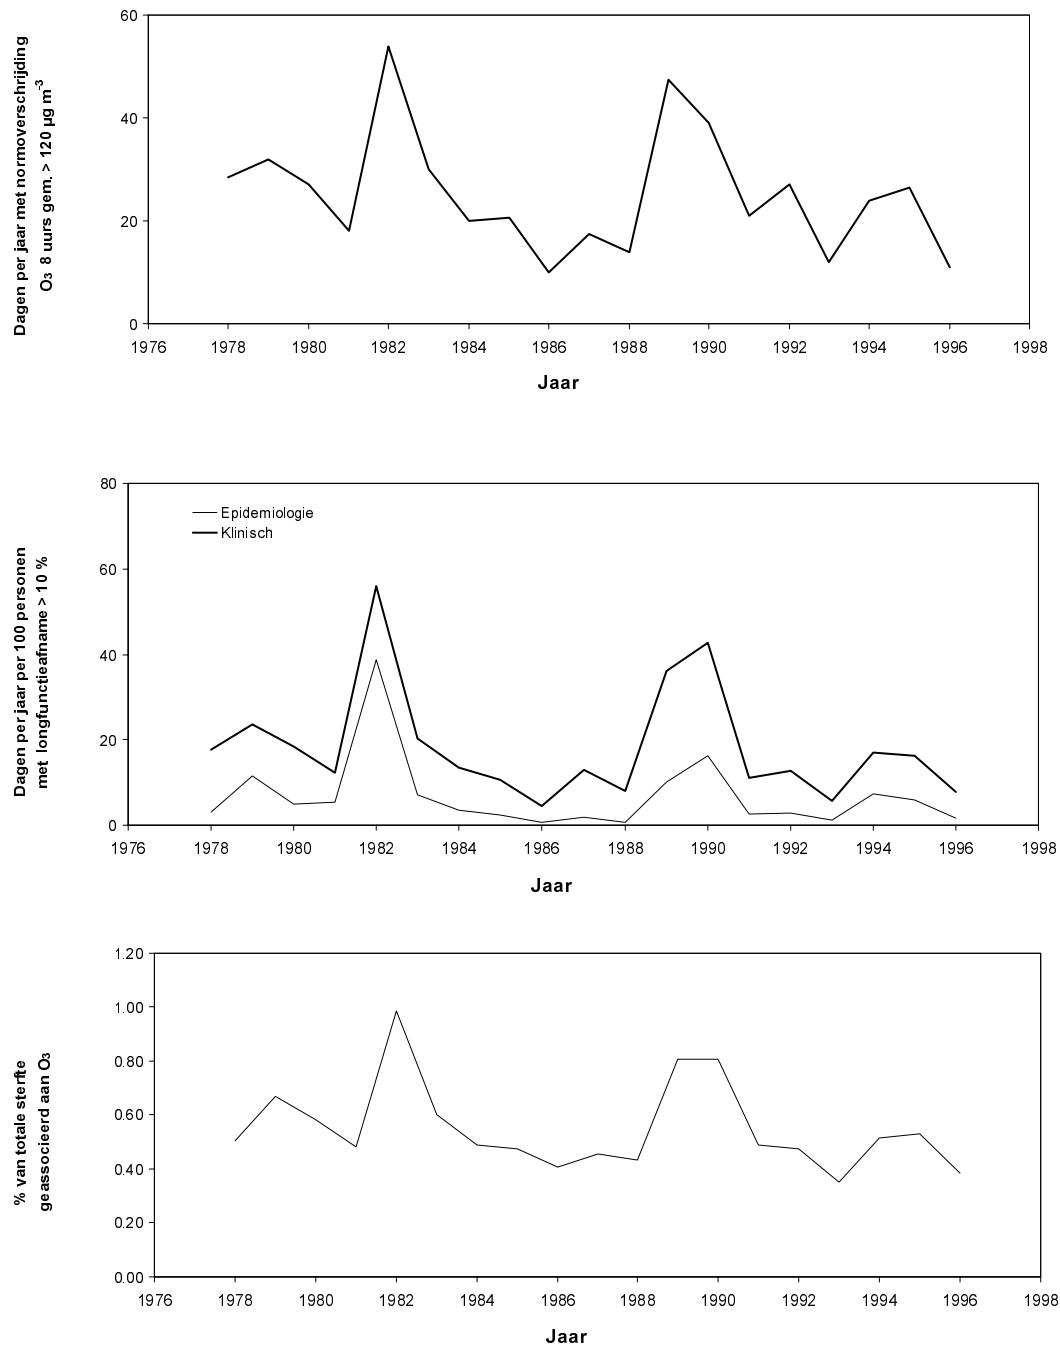 Dagen per jaar met normoverschrijding
O₃ 8 uurs gem. > 120 µg m⁻³
60
40
20
0
1976 1978 1980 1982 1984 1986 1988 1990 1992 1994 1996 1998
Jaar
Dagen per jaar per 100 personen
met longfunctieafname > 10 %
80
60
40
20
0
Epidemiologie
Klinisch
1976 1978 1980 1982 1984 1986 1988 1990 1992 1994 1996 1998
Jaar
% van totale sterfte
geassocieerd aan O₃
1.20
1.00
0.80
0.60
0.40
0.20
0.00
1976 1978 1980 1982 1984 1986 1988 1990 1992 1994 1996 1998
Jaar